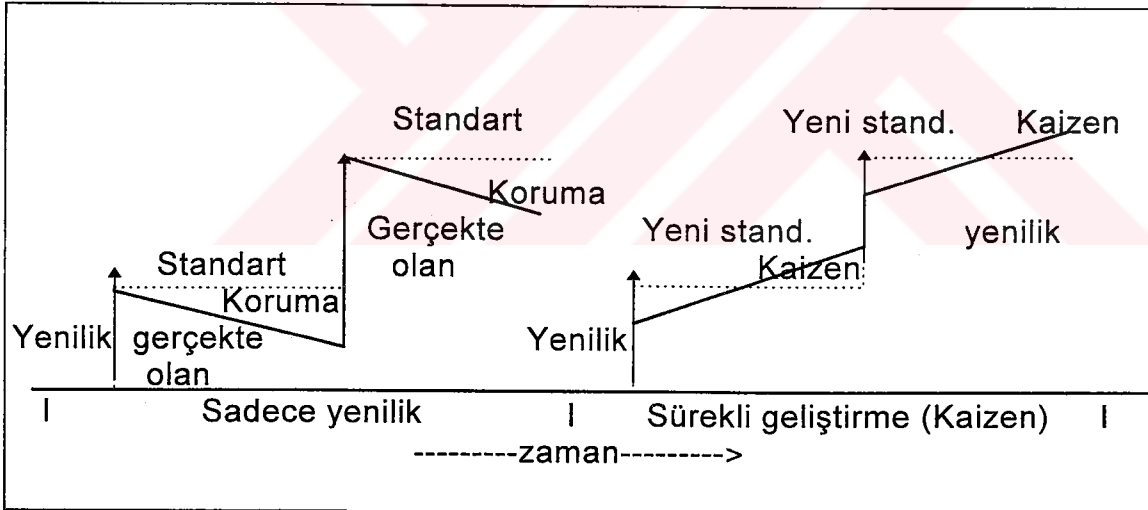 Standart
Yeni stand. Kaizen
Koruma
Gerçekte
olan
Yeni stand.
yenilik
Standart
Kaizen
Koruma
Yenilik
gerçekte
olan
Yenilik
I Sadece yenilik I Sürekli geliştirme (Kaizen) I
---------zaman--------->